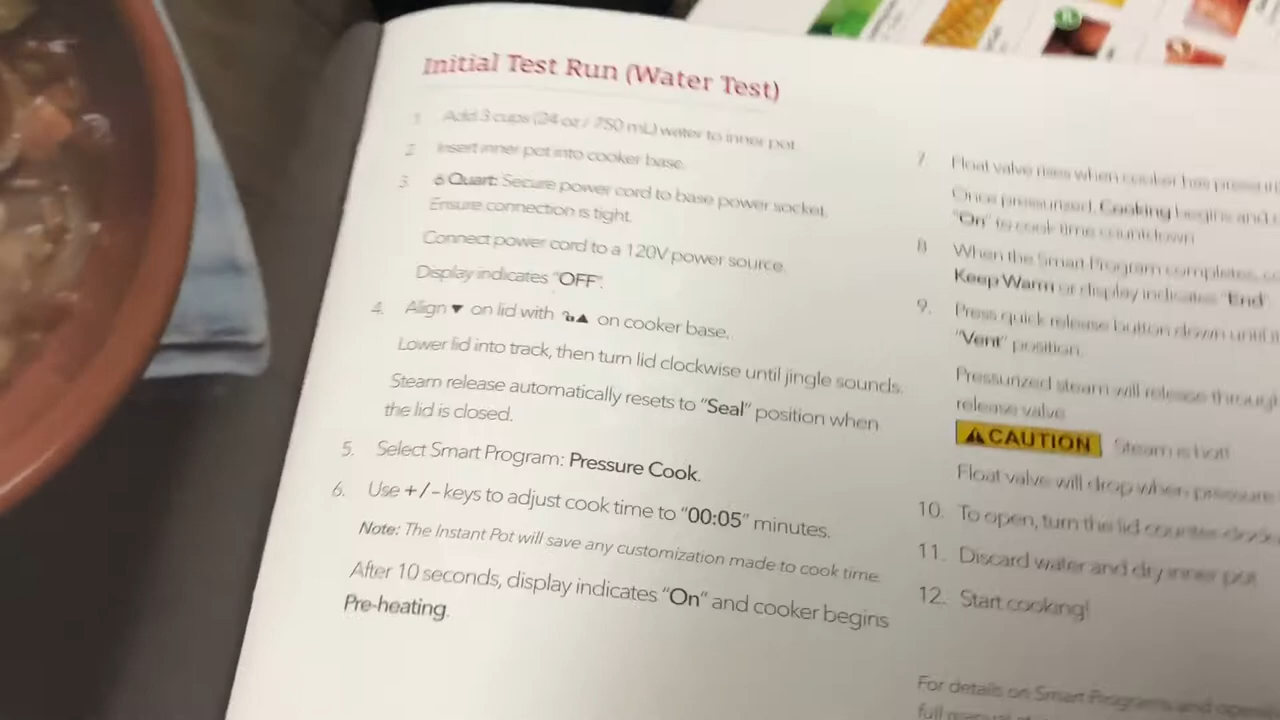 Initial Test Run (Water Test)
1. Add 3 cups (24 oz / 750 mL) water to inner pot.
2. Insert inner pot into cooker base.
3. 6 Quart: Secure power cord to base power socket.
Ensure connection is tight.
Connect power cord to a 120V power source.
Display indicates "OFF".
4. Align ▼ on lid with 🔓▲ on cooker base.
Lower lid into track, then turn lid clockwise until jingle sounds.
Steam release automatically resets to "Seal" position when
the lid is closed.
5. Select Smart Program: Pressure Cook.
6. Use +/- keys to adjust cook time to "00:05" minutes.
Note: The Instant Pot will save any customization made to cook time.
After 10 seconds, display indicates "On" and cooker begins
Pre-heating.
7. Float valve rises when cooker has
Once pressurized, Cooking begins and
"On" to cook time countdown
8 When the Smart Program completes,
Keep Warm or display indicates "End"
9. Press quick release button down until
"Vent" position.
Pressurized steam will release through
release valve
⚠ CAUTION Steam is hot!
Float valve will drop when pressure
10. To open, turn the lid counter-
11. Discard water and dry inner pot
12. Start cooking!
For details on Smart Programs and
full manual